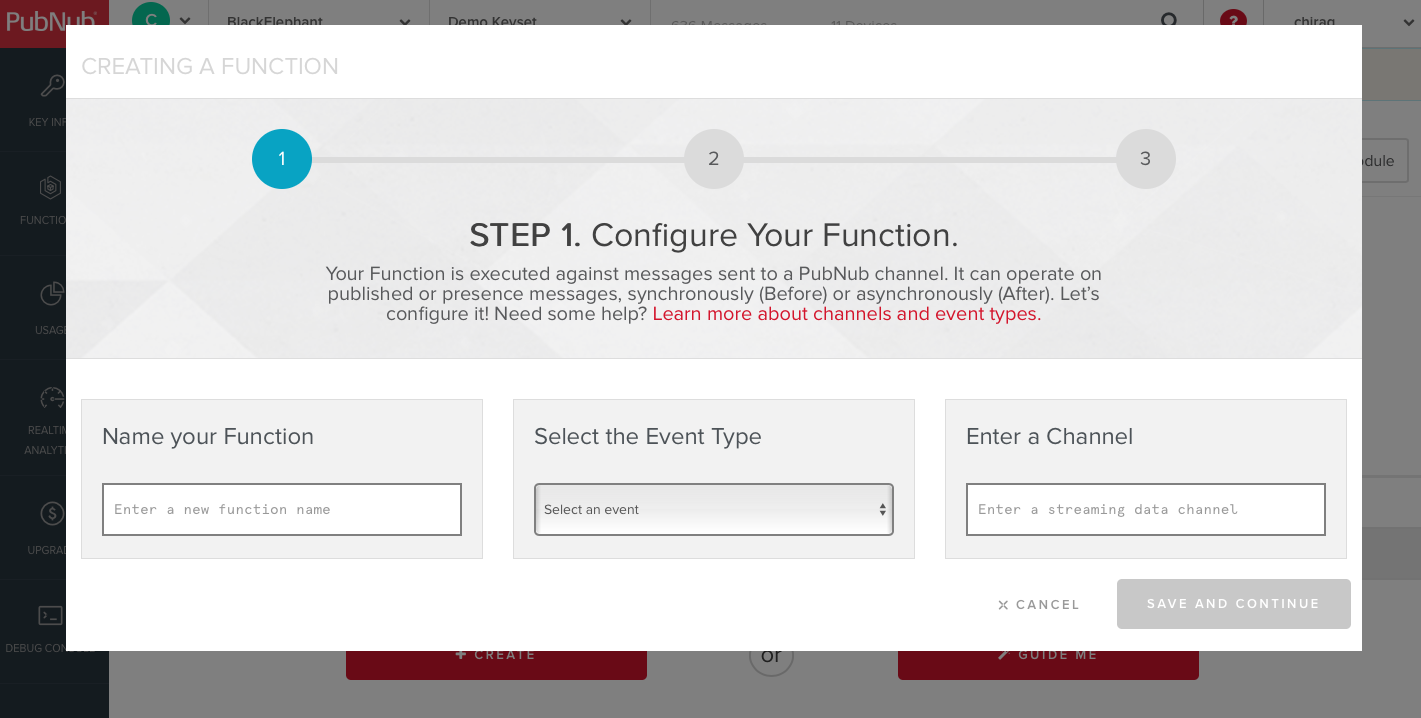 PubNub
C
BlackElephant
Demo Keyset
636 Messages
11 Devices
?
chirag
CREATING A FUNCTION
KEY INF
1
2
3
odule
FUNCTIO
STEP 1. Configure Your Function.
Your Function is executed against messages sent to a PubNub channel. It can operate on
published or presence messages, synchronously (Before) or asynchronously (After). Let's
configure it! Need some help? Learn more about channels and event types.
USAGE
REALTIM
ANALYTI
Name your Function
Select the Event Type
Enter a Channel
Enter a new function name
Select an event
Enter a streaming data channel
UPGRAD
CANCEL
SAVE AND CONTINUE
DEBUG CONSOLE
CREATE
or
GUIDE ME